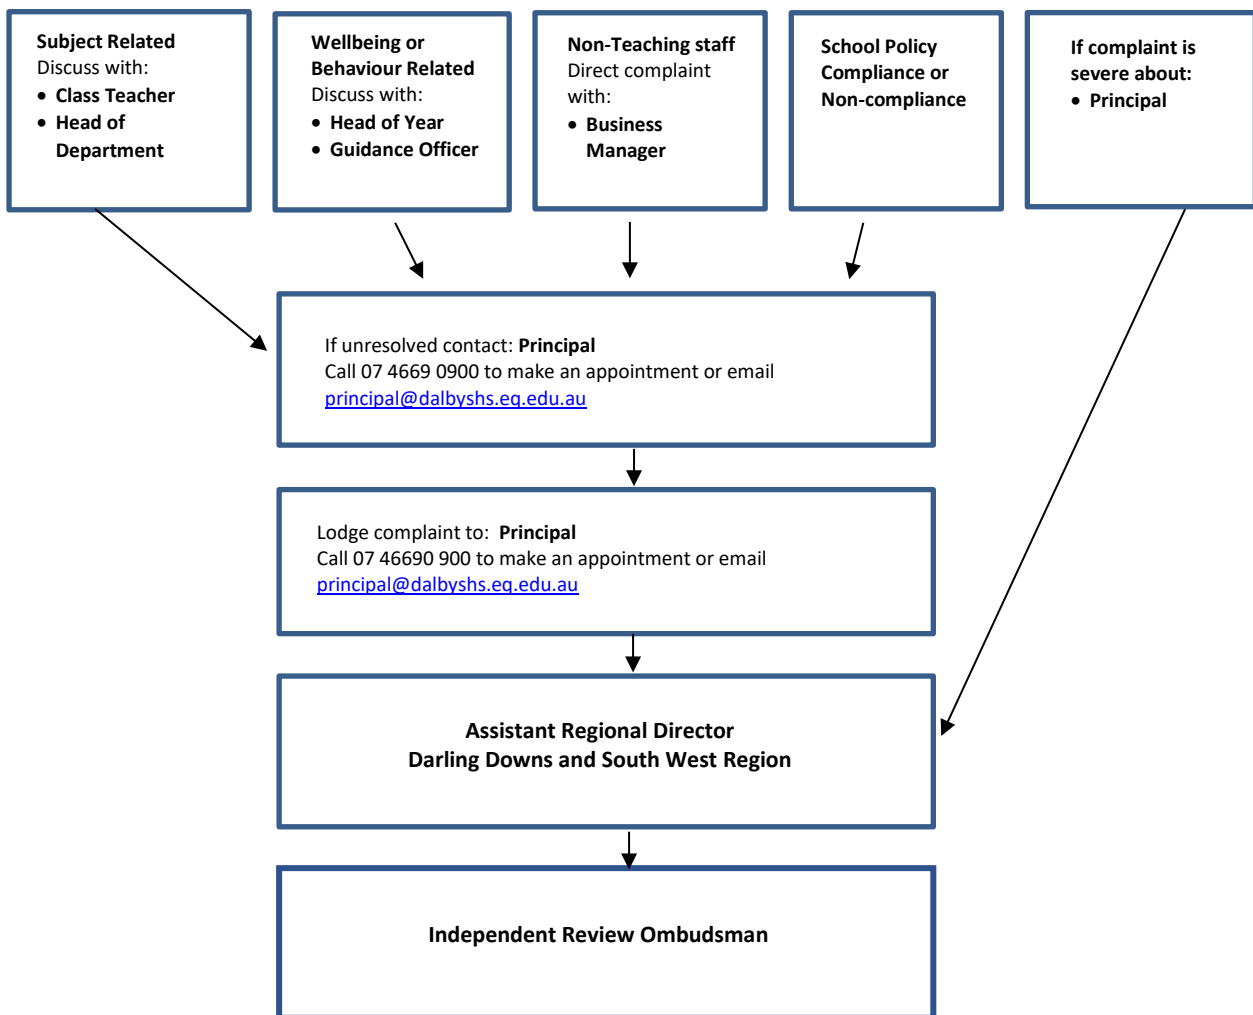 Subject Related
Discuss with:
• Class Teacher
• Head of
Department
Wellbeing or
Behaviour Related
Discuss with:
• Head of Year
• Guidance Officer
Non-Teaching staff
Direct complaint
with:
• Business
Manager
School Policy
Compliance or
Non-compliance
If complaint is
severe about:
• Principal
If unresolved contact: Principal
Call 07 4669 0900 to make an appointment or email
principal@dalbyshs.eq.edu.au
Lodge complaint to: Principal
Call 07 46690 900 to make an appointment or email
principal@dalbyshs.eq.edu.au
Assistant Regional Director
Darling Downs and South West Region
Independent Review Ombudsman